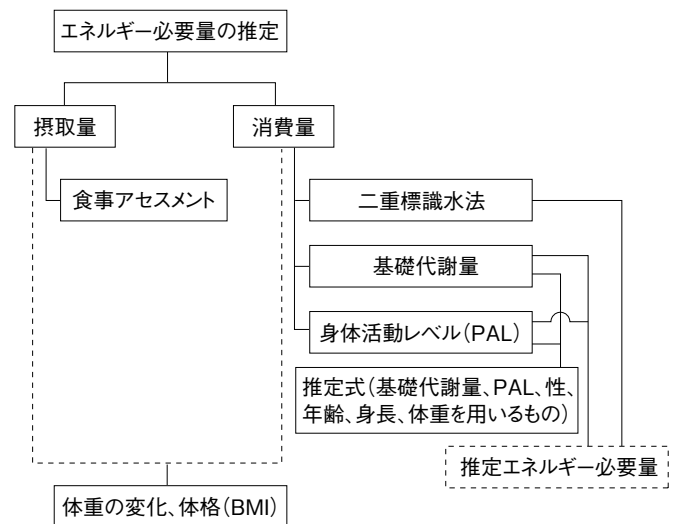 エネルギー必要量の推定
摂取量
消費量
食事アセスメント
二重標識水法
基礎代謝量
身体活動レベル(PAL)
推定式(基礎代謝量、PAL、性、
年齢、身長、体重を用いるもの)
推定エネルギー必要量
体重の変化、体格(BMI)